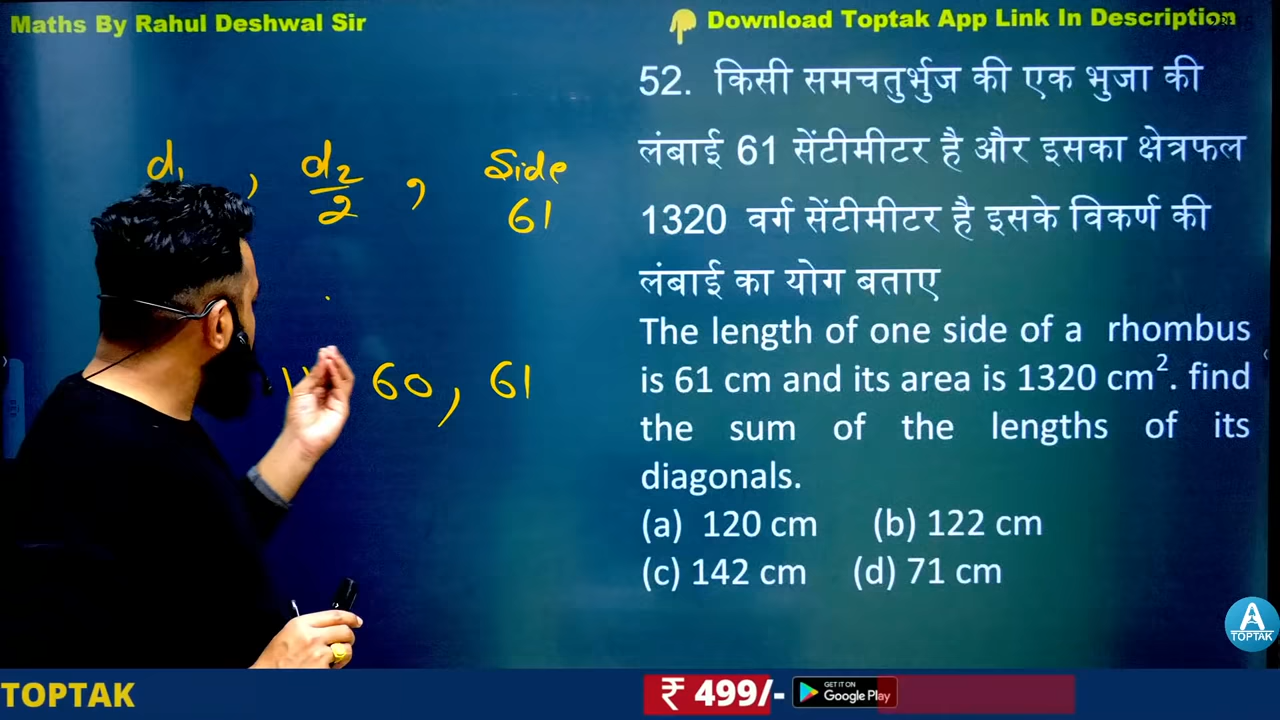 Maths By Rahul Deshwal Sir
Download Toptak App Link In Description
52. किसी समचतुर्भुज की एक भुजा की
लंबाई 61 सेंटीमीटर है और इसका क्षेत्रफल
1320 वर्ग सेंटीमीटर है इसके विकर्ण की
लंबाई का योग बताए
The length of one side of a rhombus
is 61 cm and its area is 1320 cm². find
the sum of the lengths of its
diagonals.
(a) 120 cm (b) 122 cm
(c) 142 cm (d) 71 cm
d₁ , d₂/2 , Side
61
60, 61
A
TOPTAK
TOPTAK
₹ 499/-
GET IT ON
Google Play